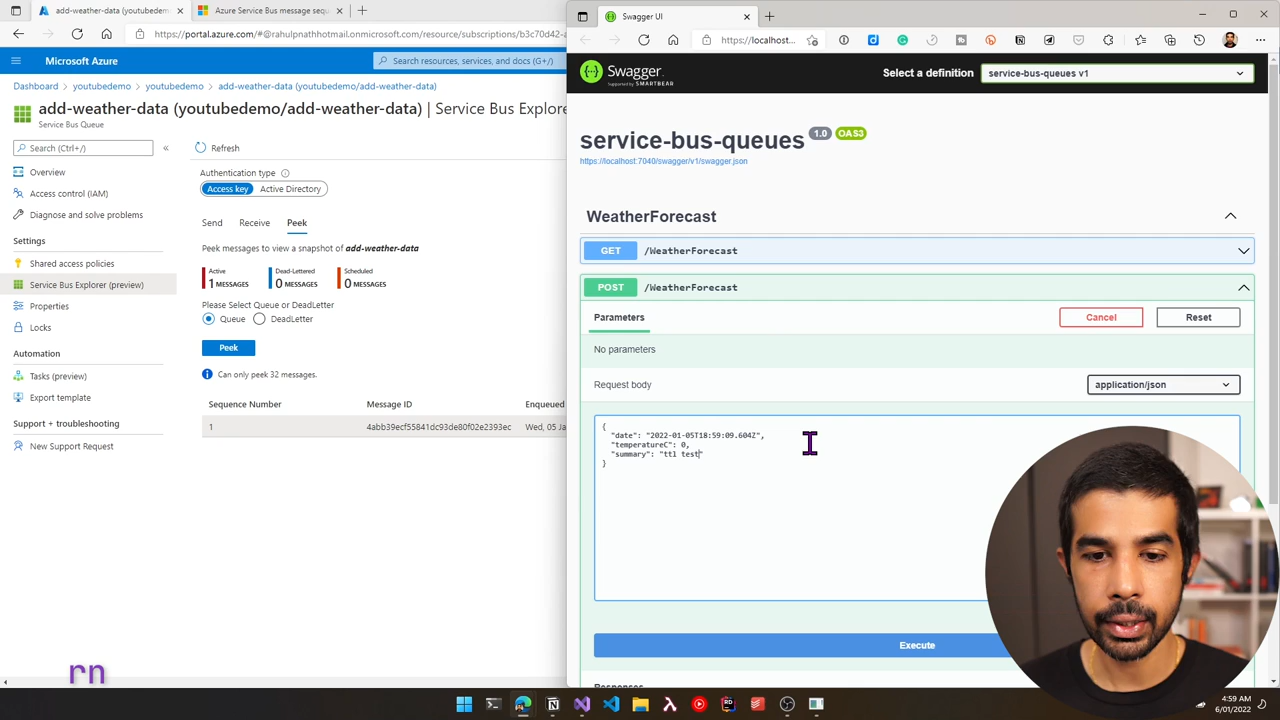 add-weather-data (youtubedem
Azure Service Bus message sequ
https://portal.azure.com/#@rahulpnathhotmail.onmicrosoft.com/resource/subscriptions/b3c70d42-a
Microsoft Azure
Search resources, services, and docs (G+/)
Dashboard > youtubedemo > youtubedemo > add-weather-data (youtubedemo/add-weather-data)
add-weather-data (youtubedemo/add-weather-data) | Service Bus Explore
Service Bus Queue
Search (Ctrl+/)
«
Overview
Access control (IAM)
Diagnose and solve problems
Settings
Shared access policies
Service Bus Explorer (preview)
Properties
Locks
Automation
Tasks (preview)
Export template
Support + troubleshooting
New Support Request
Refresh
Authentication type
Access key Active Directory
Send Receive Peek
Peek messages to view a snapshot of add-weather-data
Active Dead-Lettered Scheduled
1 MESSAGES 0 MESSAGES 0 MESSAGES
Please Select Queue or DeadLetter
Queue DeadLetter
Peek
Can only peek 32 messages.
Sequence Number Message ID Enqueued
1 4abb39ecf55841dc93de80f02e2393ec Wed, 05 Ja
rn
Swagger UI
https://localhost...
Swagger.
Supported by SMARTBEAR
Select a definition
service-bus-queues v1
service-bus-queues 1.0 OAS3
https://localhost:7040/swagger/v1/swagger.json
WeatherForecast
GET /WeatherForecast
POST /WeatherForecast
Parameters
Cancel
Reset
No parameters
Request body
application/json
{
"date": "2022-01-05T18:59:09.604Z",
"temperatureC": 0,
"summary": "ttl test"
}
Execute
Responses
4:59 AM
6/01/2022